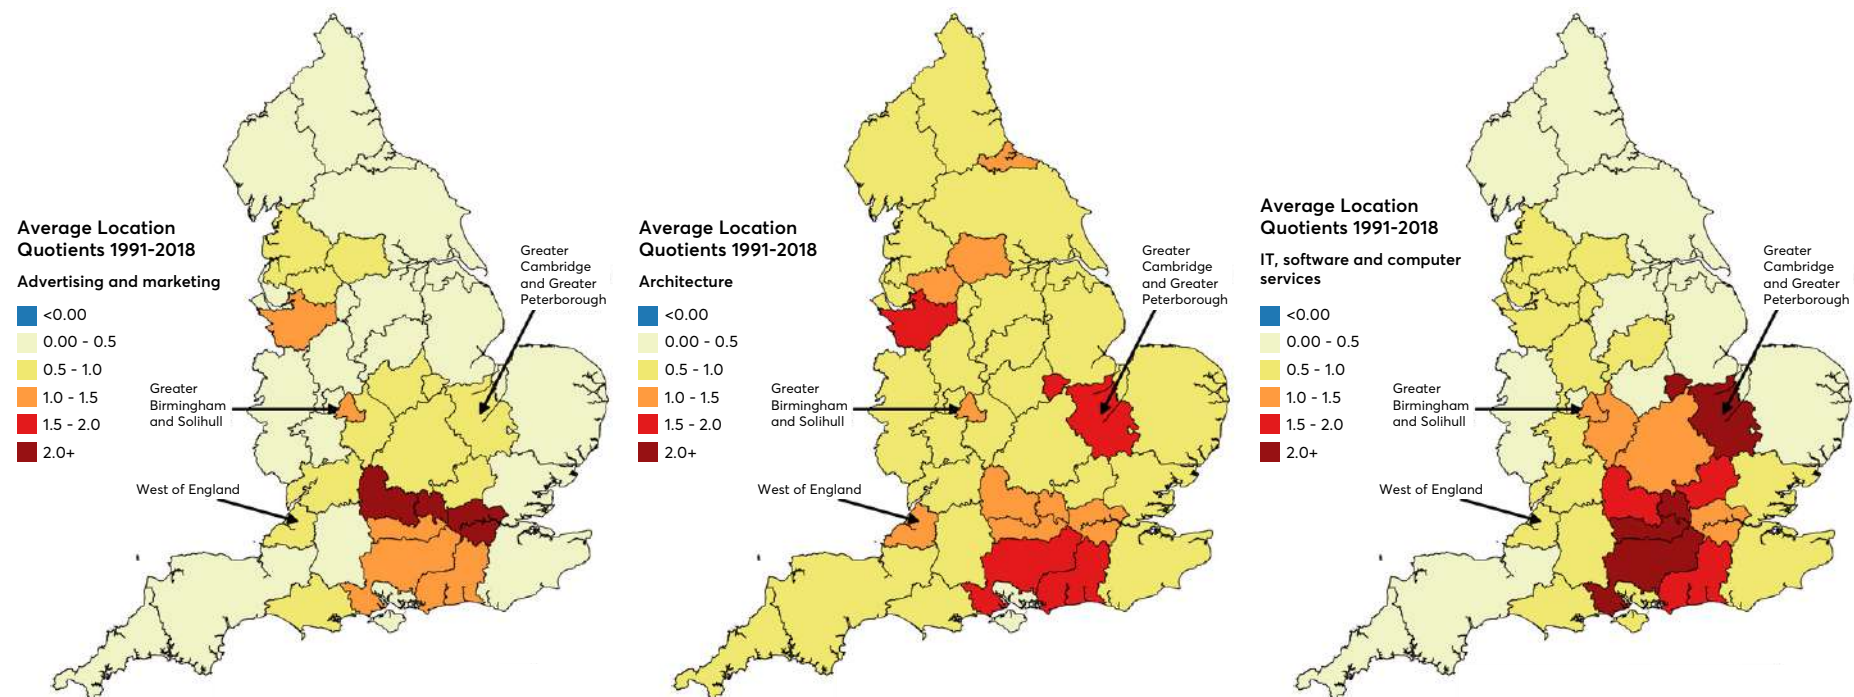 Average Location
Quotients 1991-2018
Advertising and marketing
<0.00
0.00 - 0.5
0.5 - 1.0
1.0 - 1.5
1.5 - 2.0
2.0+
Greater
Birmingham
and Solihull
West of England
Greater
Cambridge
and Greater
Peterborough
Average Location
Quotients 1991-2018
Architecture
<0.00
0.00 - 0.5
0.5 - 1.0
1.0 - 1.5
1.5 - 2.0
2.0+
Greater
Birmingham
and Solihull
West of England
Greater
Cambridge
and Greater
Peterborough
Average Location
Quotients 1991-2018
IT, software and computer
services
<0.00
0.00 - 0.5
0.5 - 1.0
1.0 - 1.5
1.5 - 2.0
2.0+
Greater
Birmingham
and Solihull
West of England
Greater
Cambridge
and Greater
Peterborough